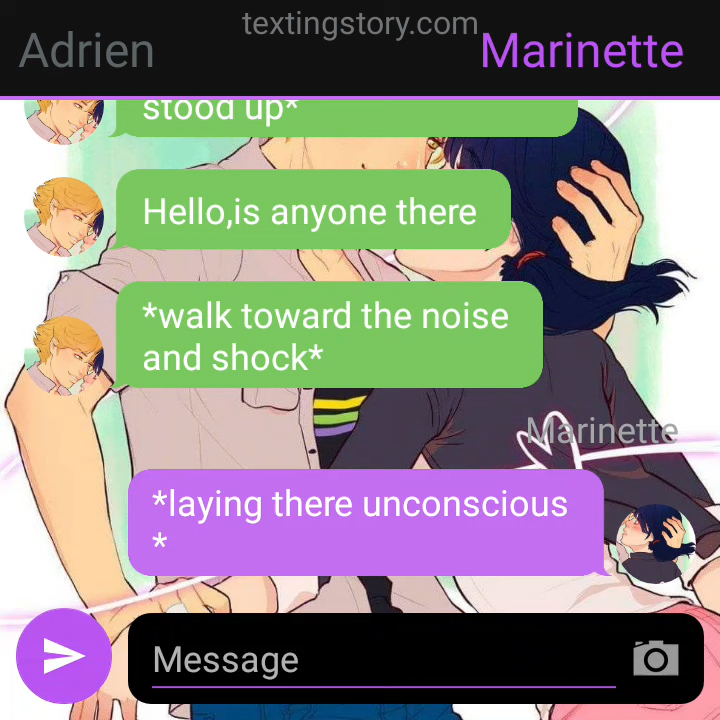 textingstory.com
Adrien
Marinette
stood up*
Hello,is anyone there
*walk toward the noise
and shock*
Marinette
*laying there unconscious
*
Message